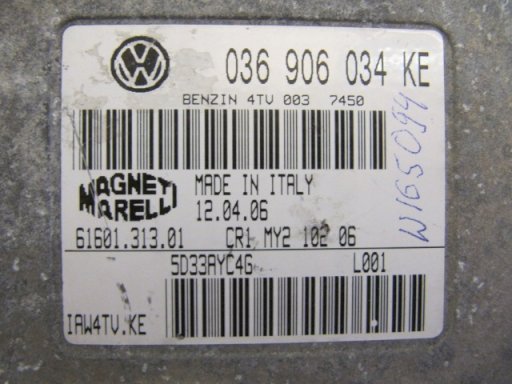 VW
036 906 034 KE
BENZIN 4TV 003 7450
MAGNETI
MARELLI
MADE IN ITALY
12.04.06
61601.313.01 CR1 MY2 102 06
5D33AYC4G L001
IAW4TV.KE
W165094